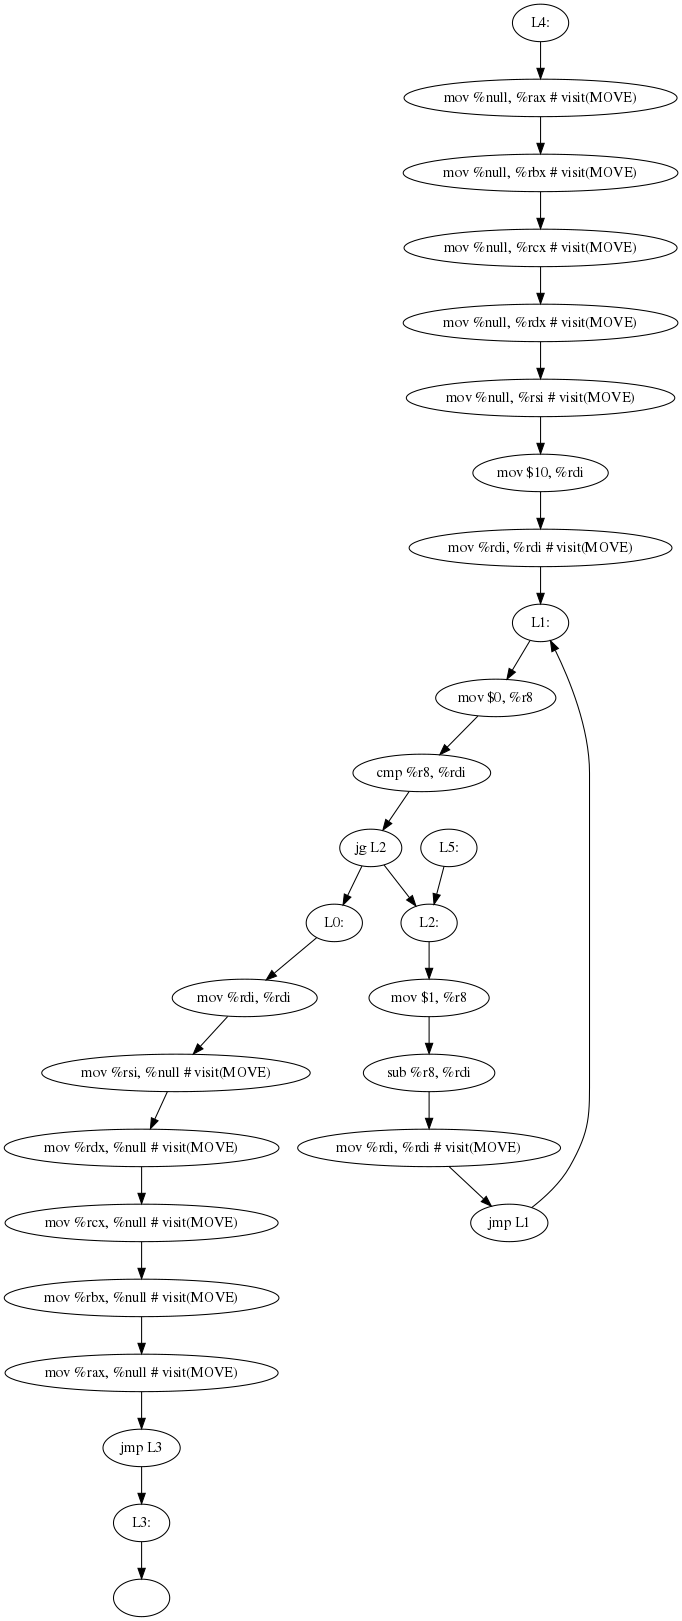 L4:
mov %null, %rax # visit(MOVE)
mov %null, %rbx # visit(MOVE)
mov %null, %rcx # visit(MOVE)
mov %null, %rdx # visit(MOVE)
mov %null, %rsi # visit(MOVE)
mov $10, %rdi
mov %rdi, %rdi # visit(MOVE)
L1:
mov $0, %r8
cmp %r8, %rdi
jg L2
L5:
L0:
L2:
mov %rdi, %rdi
mov $1, %r8
mov %rsi, %null # visit(MOVE)
sub %r8, %rdi
mov %rdx, %null # visit(MOVE)
mov %rdi, %rdi # visit(MOVE)
mov %rcx, %null # visit(MOVE)
jmp L1
mov %rbx, %null # visit(MOVE)
mov %rax, %null # visit(MOVE)
jmp L3
L3: